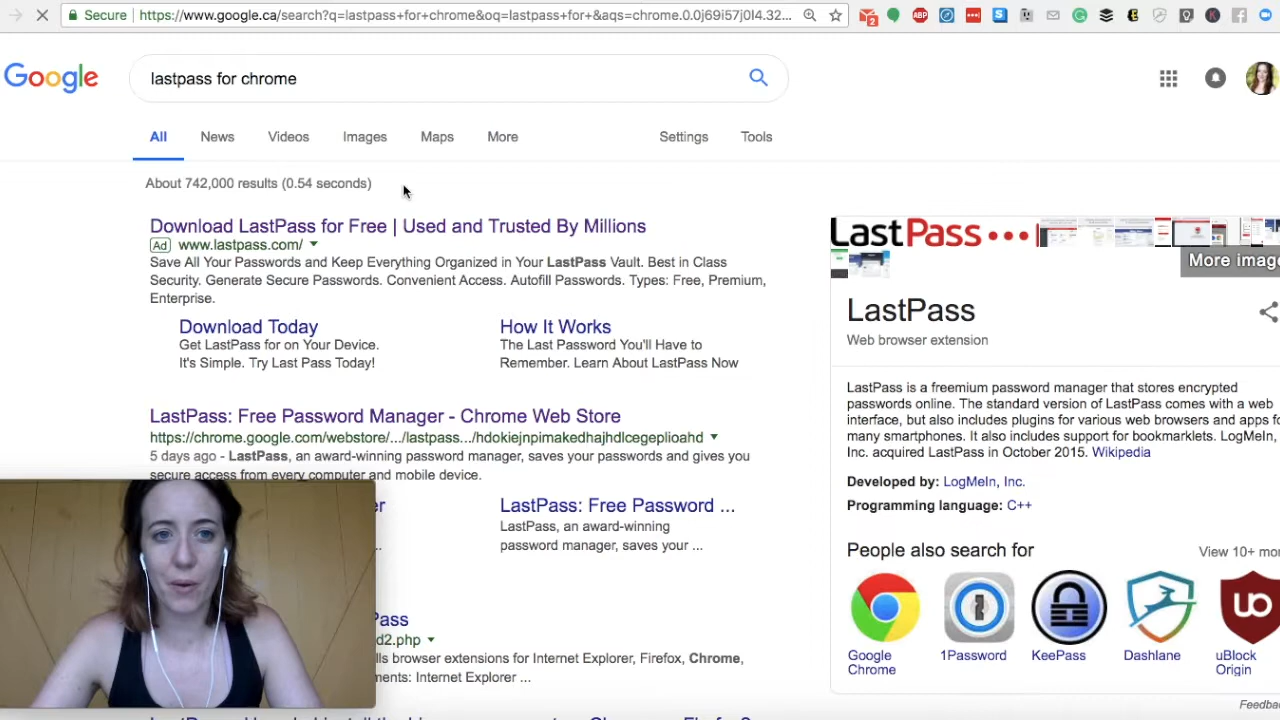 Secure
https://www.google.ca/search?q=lastpass+for+chrome&oq=lastpass+for+&aqs=chrome.0.0j69i57j0l4.32...
2
ABP
Google
lastpass for chrome
All News Videos Images Maps More Settings Tools
About 742,000 results (0.54 seconds)
Download LastPass for Free | Used and Trusted By Millions
Ad www.lastpass.com/
Save All Your Passwords and Keep Everything Organized in Your LastPass Vault. Best in Class
Security. Generate Secure Passwords. Convenient Access. Autofill Passwords. Types: Free, Premium,
Enterprise.
Download Today
Get LastPass for on Your Device.
It's Simple. Try Last Pass Today!
How It Works
The Last Password You'll Have to
Remember. Learn About LastPass Now
LastPass: Free Password Manager - Chrome Web Store
https://chrome.google.com/webstore/.../lastpass.../hdokiejnpimakedhajhdlcegeplioahd
5 days ago - LastPass, an award-winning password manager, saves your passwords and gives you
secure access from every computer and mobile device.
er
...
LastPass: Free Password ...
LastPass, an award-winning
password manager, saves your ...
Pass
d2.php
lls browser extensions for Internet Explorer, Firefox, Chrome,
ments: Internet Explorer ...
LastPass •••
More image
LastPass
Web browser extension
LastPass is a freemium password manager that stores encrypted
passwords online. The standard version of LastPass comes with a web
interface, but also includes plugins for various web browsers and apps fo
many smartphones. It also includes support for bookmarklets. LogMeIn,
Inc. acquired LastPass in October 2015. Wikipedia
Developed by: LogMeIn, Inc.
Programming language: C++
People also search for
View 10+ mor
Google
Chrome
1Password
KeePass
Dashlane
uBlock
Origin
Feedbac